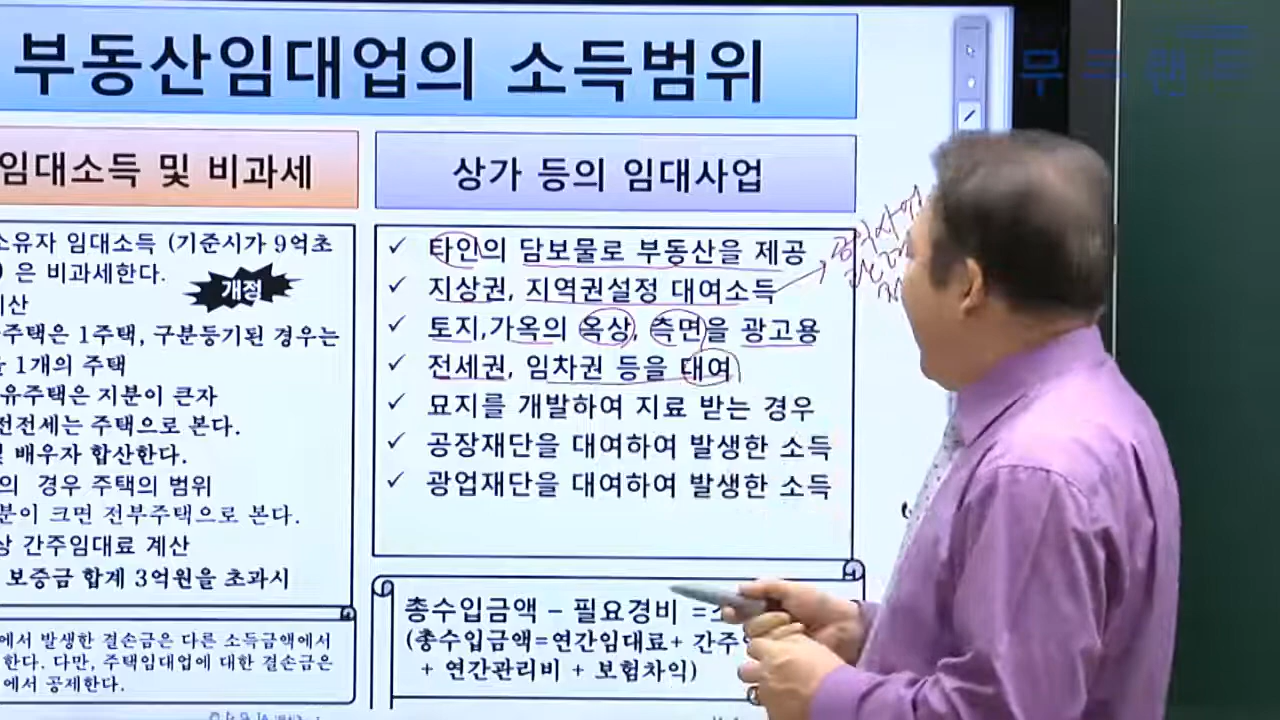 부동산임대업의 소득범위
임대소득 및 비과세
소유자 임대소득 (기준시가 9억초
은 비과세한다.
개정
주택은 1주택, 구분등기된 경우는
1개의 주택
유주택은 지분이 큰자
전전세는 주택으로 본다.
배우자 합산한다.
의 경우 주택의 범위
분이 크면 전부주택으로 본다.
상 간주임대료 계산
보증금 합계 3억원을 초과시
에서 발생한 결손금은 다른 소득금액에서
한다. 다만, 주택임대업에 대한 결손금은
에서 공제한다.
상가 등의 임대사업
✓ 타인의 담보물로 부동산을 제공
✓ 지상권, 지역권설정 대여소득
✓ 토지,가옥의 옥상, 측면을 광고용
✓ 전세권, 임차권 등을 대여
✓ 묘지를 개발하여 지료 받는 경우
✓ 공장재단을 대여하여 발생한 소득
✓ 광업재단을 대여하여 발생한 소득
총수입금액 - 필요경비 =
(총수입금액=연간임대료+ 간주
+ 연간관리비 + 보험차익)
무크랜드